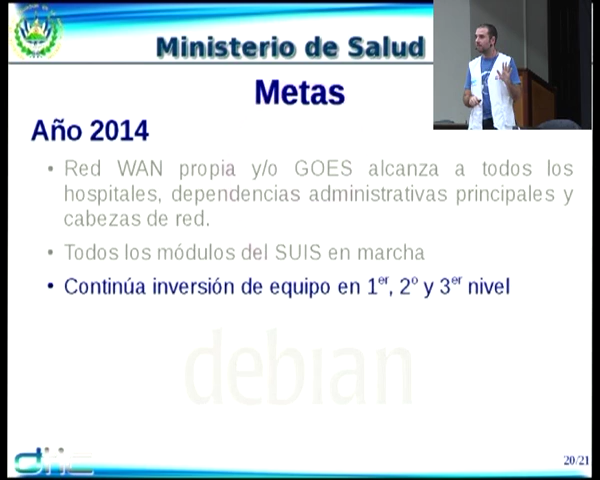 Ministerio de Salud
Metas
Año 2014
• Red WAN propia y/o GOES alcanza a todos los
hospitales, dependencias administrativas principales y
cabezas de red.
• Todos los módulos del SUIS en marcha
• Continúa inversión de equipo en 1er, 2º y 3er nivel
debian
20/21